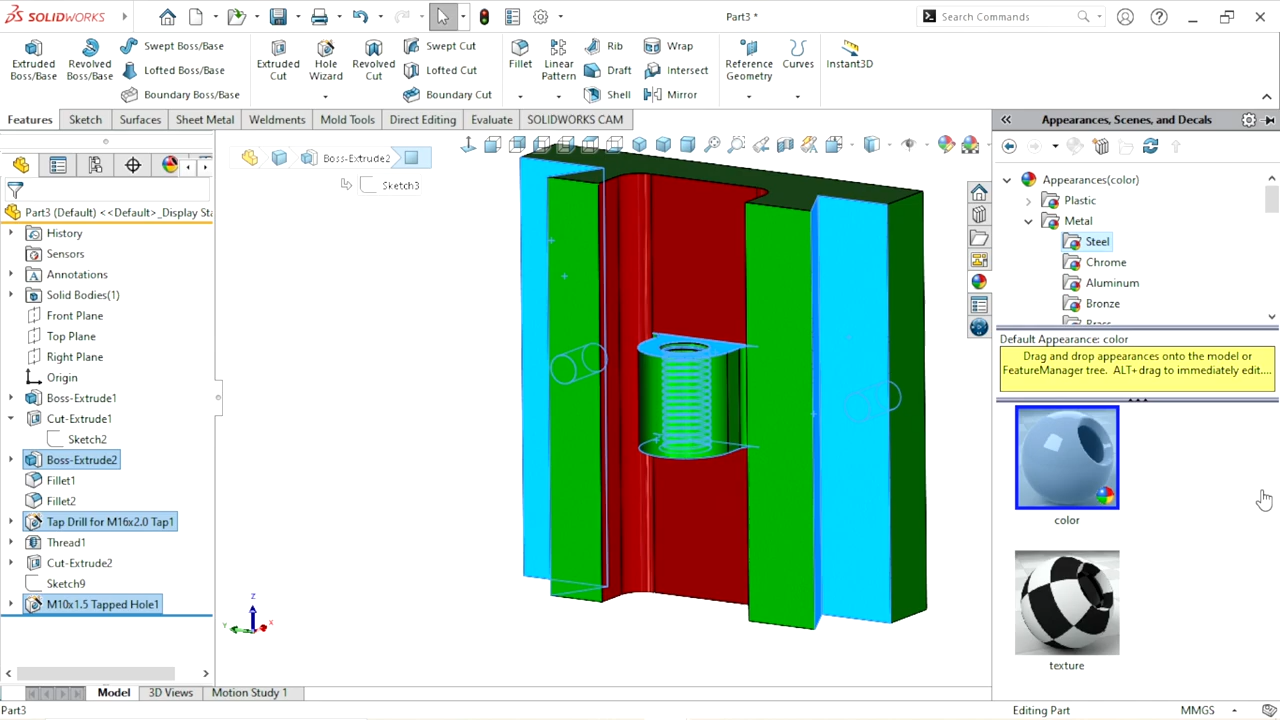 SOLIDWORKS
Part3 *
Search Commands
Extruded Boss/Base
Revolved Boss/Base
Swept Boss/Base
Lofted Boss/Base
Boundary Boss/Base
Extruded Cut
Hole Wizard
Revolved Cut
Swept Cut
Lofted Cut
Boundary Cut
Fillet
Linear Pattern
Rib
Draft
Shell
Wrap
Intersect
Mirror
Reference Geometry
Curves
Instant3D
Features
Sketch
Surfaces
Sheet Metal
Weldments
Mold Tools
Direct Editing
Evaluate
SOLIDWORKS CAM
Part3 (Default) <<Default>_Display Sta
History
Sensors
Annotations
Solid Bodies(1)
Front Plane
Top Plane
Right Plane
Origin
Boss-Extrude1
Cut-Extrude1
Sketch2
Boss-Extrude2
Fillet1
Fillet2
Tap Drill for M16x2.0 Tap1
Thread1
Cut-Extrude2
Sketch9
M10x1.5 Tapped Hole1
Boss-Extrude2
Sketch3
Z
Y
X
Appearances, Scenes, and Decals
Appearances(color)
Plastic
Metal
Steel
Chrome
Aluminum
Bronze
Brass
Default Appearance: color
Drag and drop appearances onto the model or
FeatureManager tree. ALT+drag to immediately edit....
color
texture
Model
3D Views
Motion Study 1
Part3
Editing Part
MMGS